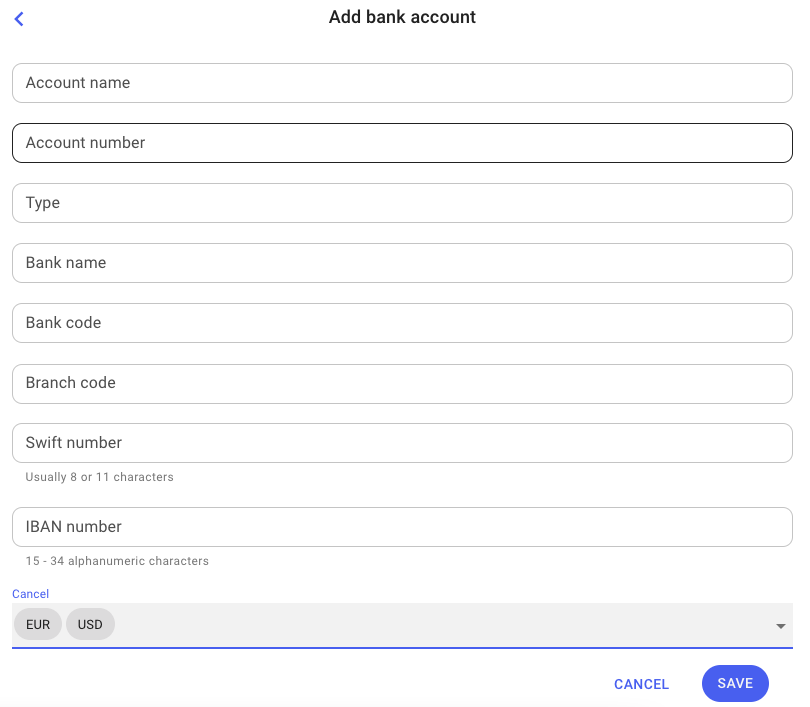 Add bank account
Account name
Account number
Type
Bank name
Bank code
Branch code
Swift number
Usually 8 or 11 characters
IBAN number
15 - 34 alphanumeric characters
Cancel
EUR USD
CANCEL SAVE